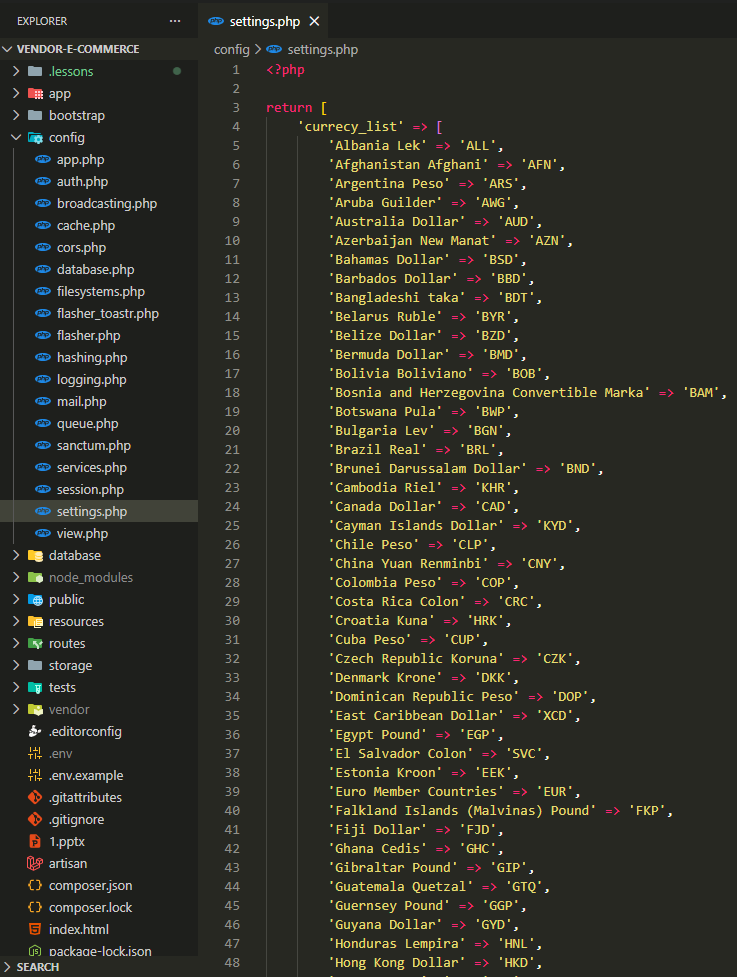 EXPLORER
···
VENDOR-E-COMMERCE
.lessons
app
bootstrap
config
app.php
auth.php
broadcasting.php
cache.php
cors.php
database.php
filesystems.php
flasher_toastr.php
flasher.php
hashing.php
logging.php
mail.php
queue.php
sanctum.php
services.php
session.php
settings.php
view.php
database
node_modules
public
resources
routes
storage
tests
vendor
.editorconfig
.env
.env.example
.gitattributes
.gitignore
1.pptx
artisan
composer.json
composer.lock
index.html
package-lock.json
SEARCH
settings.php
config > settings.php
1 <?php
2
3 return [
4 'currecy_list' => [
5 'Albania Lek' => 'ALL',
6 'Afghanistan Afghani' => 'AFN',
7 'Argentina Peso' => 'ARS',
8 'Aruba Guilder' => 'AWG',
9 'Australia Dollar' => 'AUD',
10 'Azerbaijan New Manat' => 'AZN',
11 'Bahamas Dollar' => 'BSD',
12 'Barbados Dollar' => 'BBD',
13 'Bangladeshi taka' => 'BDT',
14 'Belarus Ruble' => 'BYR',
15 'Belize Dollar' => 'BZD',
16 'Bermuda Dollar' => 'BMD',
17 'Bolivia Boliviano' => 'BOB',
18 'Bosnia and Herzegovina Convertible Marka' => 'BAM',
19 'Botswana Pula' => 'BWP',
20 'Bulgaria Lev' => 'BGN',
21 'Brazil Real' => 'BRL',
22 'Brunei Darussalam Dollar' => 'BND',
23 'Cambodia Riel' => 'KHR',
24 'Canada Dollar' => 'CAD',
25 'Cayman Islands Dollar' => 'KYD',
26 'Chile Peso' => 'CLP',
27 'China Yuan Renminbi' => 'CNY',
28 'Colombia Peso' => 'COP',
29 'Costa Rica Colon' => 'CRC',
30 'Croatia Kuna' => 'HRK',
31 'Cuba Peso' => 'CUP',
32 'Czech Republic Koruna' => 'CZK',
33 'Denmark Krone' => 'DKK',
34 'Dominican Republic Peso' => 'DOP',
35 'East Caribbean Dollar' => 'XCD',
36 'Egypt Pound' => 'EGP',
37 'El Salvador Colon' => 'SVC',
38 'Estonia Kroon' => 'EEK',
39 'Euro Member Countries' => 'EUR',
40 'Falkland Islands (Malvinas) Pound' => 'FKP',
41 'Fiji Dollar' => 'FJD',
42 'Ghana Cedis' => 'GHC',
43 'Gibraltar Pound' => 'GIP',
44 'Guatemala Quetzal' => 'GTQ',
45 'Guernsey Pound' => 'GGP',
46 'Guyana Dollar' => 'GYD',
47 'Honduras Lempira' => 'HNL',
48 'Hong Kong Dollar' => 'HKD',